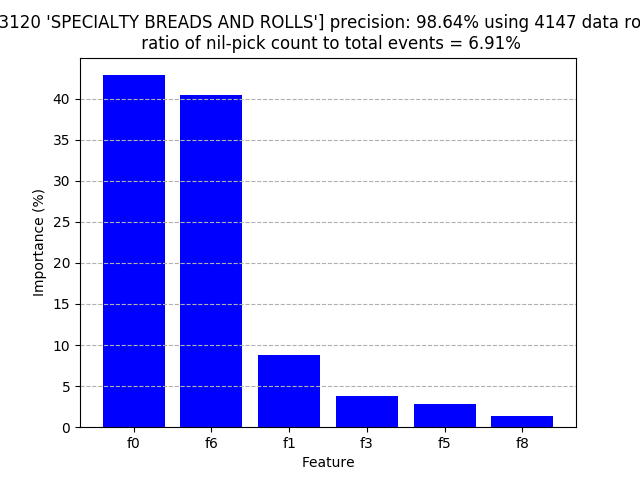 3120 'SPECIALTY BREADS AND ROLLS'] precision: 98.64% using 4147 data ro
ratio of nil-pick count to total events = 6.91%
Importance (%)
40
35
30
25
20
15
10
5
0
f0 f6 f1 f3 f5 f8
Feature